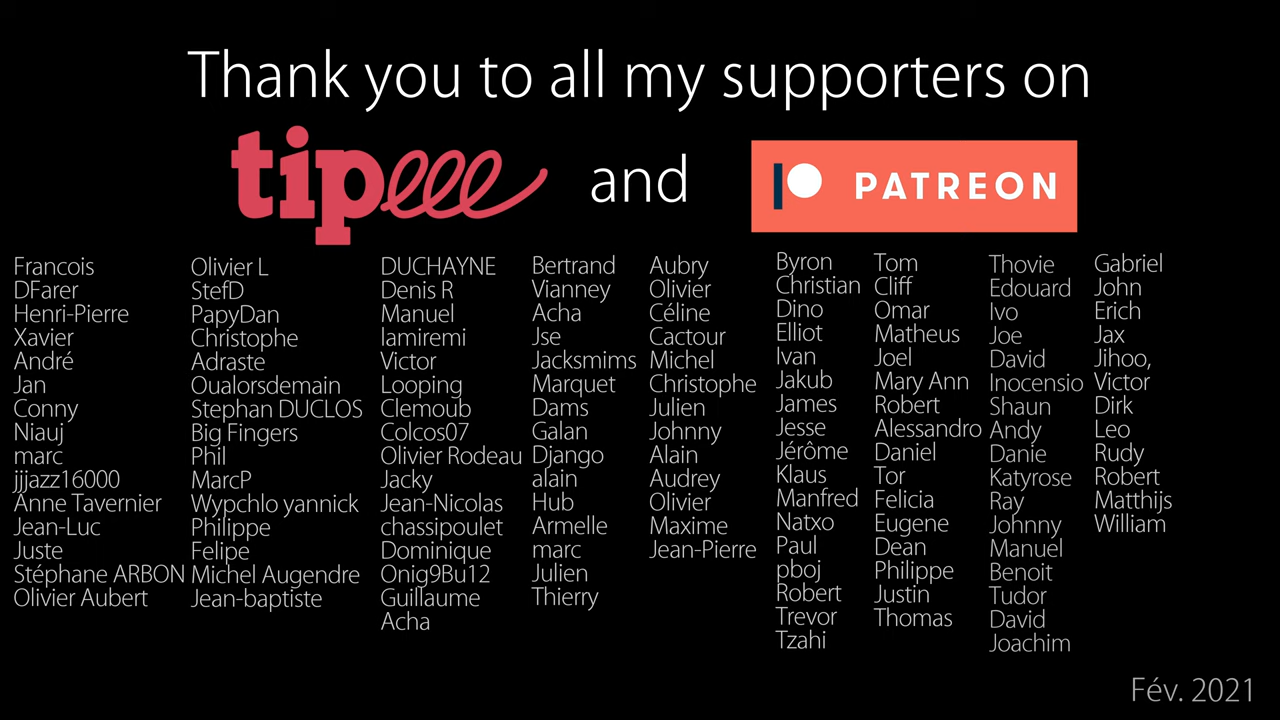 Thank you to all my supporters on
tipeee and PATREON
Francois
DFarer
Henri-Pierre
Xavier
André
Jan
Conny
Niauj
marc
jjjazz16000
Anne Tavernier
Jean-Luc
Juste
Stéphane ARBON
Olivier Aubert
Olivier L
StefD
PapyDan
Christophe
Adraste
Oualorsdemain
Stephan DUCLOS
Big Fingers
Phil
MarcP
Wypchlo yannick
Philippe
Felipe
Michel Augendre
Jean-baptiste
DUCHAYNE
Denis R
Manuel
lamiremi
Victor
Looping
Clemoub
Colcos07
Olivier Rodeau
Jacky
Jean-Nicolas
chassipoulet
Dominique
Onig9Bu12
Guillaume
Acha
Bertrand
Vianney
Acha
Jse
Jacksmims
Marquet
Dams
Galan
Django
alain
Hub
Armelle
marc
Julien
Thierry
Aubry
Olivier
Céline
Cactour
Michel
Christophe
Julien
Johnny
Alain
Audrey
Olivier
Maxime
Jean-Pierre
Byron
Christian
Dino
Elliot
Ivan
Jakub
James
Jesse
Jérôme
Klaus
Manfred
Natxo
Paul
pboj
Robert
Trevor
Tzahi
Tom
Cliff
Omar
Matheus
Joel
Mary Ann
Robert
Alessandro
Daniel
Tor
Felicia
Eugene
Dean
Philippe
Justin
Thomas
Thovie
Edouard
Ivo
Joe
David
Inocensio
Shaun
Andy
Danie
Katyrose
Ray
Johnny
Manuel
Benoit
Tudor
David
Joachim
Gabriel
John
Erich
Jax
Jihoo,
Victor
Dirk
Leo
Rudy
Robert
Matthijs
William
Fév. 2021